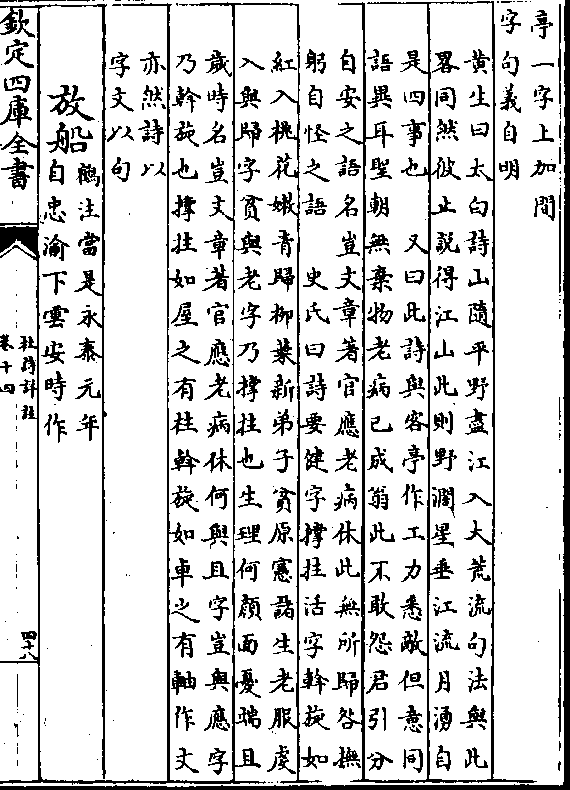 亭一字上加間
字句義自明
黄生曰太白詩山隨平野盡江入大荒流句法與此
畧同然彼止説得江山此則野濶星垂江流月湧自
是四事也　又曰此詩與客亭作工力悉敵但意同
語異耳聖朝無棄物老病已成翁此不敢怨君引分
自安之語名豈文章著官應老病休此無所歸咎撫
躬自怪之語　史氏曰詩要健字撑拄活字斡旋如
紅入桃花嫩青歸柳葉新弟子貧原憲諸生老服虔
入與歸字貧與老字乃撑拄也生理何顔面憂端且
歲時名豈文章著官應老病休何與且字豈與應字
乃斡旋也撑拄如屋之有柱斡旋如車之有軸作文
亦然詩以
字文以句
放船
鶴注當是永泰元年
自忠渝下雲安時作
欽定四庫全書
杜詩詳註
卷十四
四十八